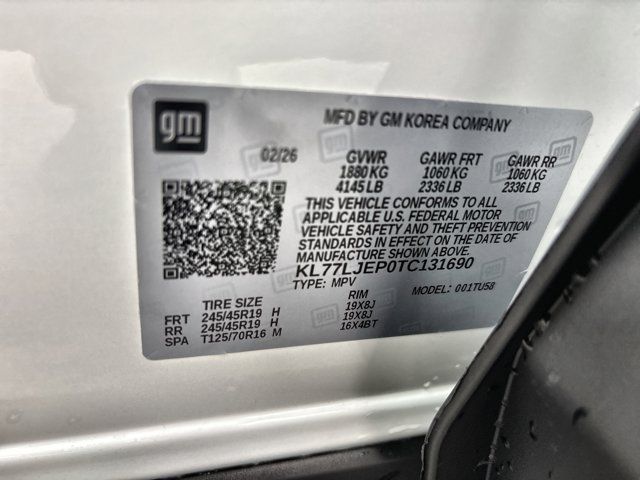 gm
MFD BY GM KOREA COMPANY
02/26 GVWR GAWR FRT GAWR RR
1880 KG 1060 KG 1060 KG
4145 LB 2336 LB 2336 LB
THIS VEHICLE CONFORMS TO ALL
APPLICABLE U.S. FEDERAL MOTOR
VEHICLE SAFETY AND THEFT PREVENTION
STANDARDS IN EFFECT ON THE DATE OF
MANUFACTURE SHOWN ABOVE.
KL77LJEP0TC131690
TYPE: MPV MODEL: 001TU58
TIRE SIZE RIM
FRT 245/45R19 H 19X8J
RR 245/45R19 H 19X8J
SPA T125/70R16 M 16X4BT